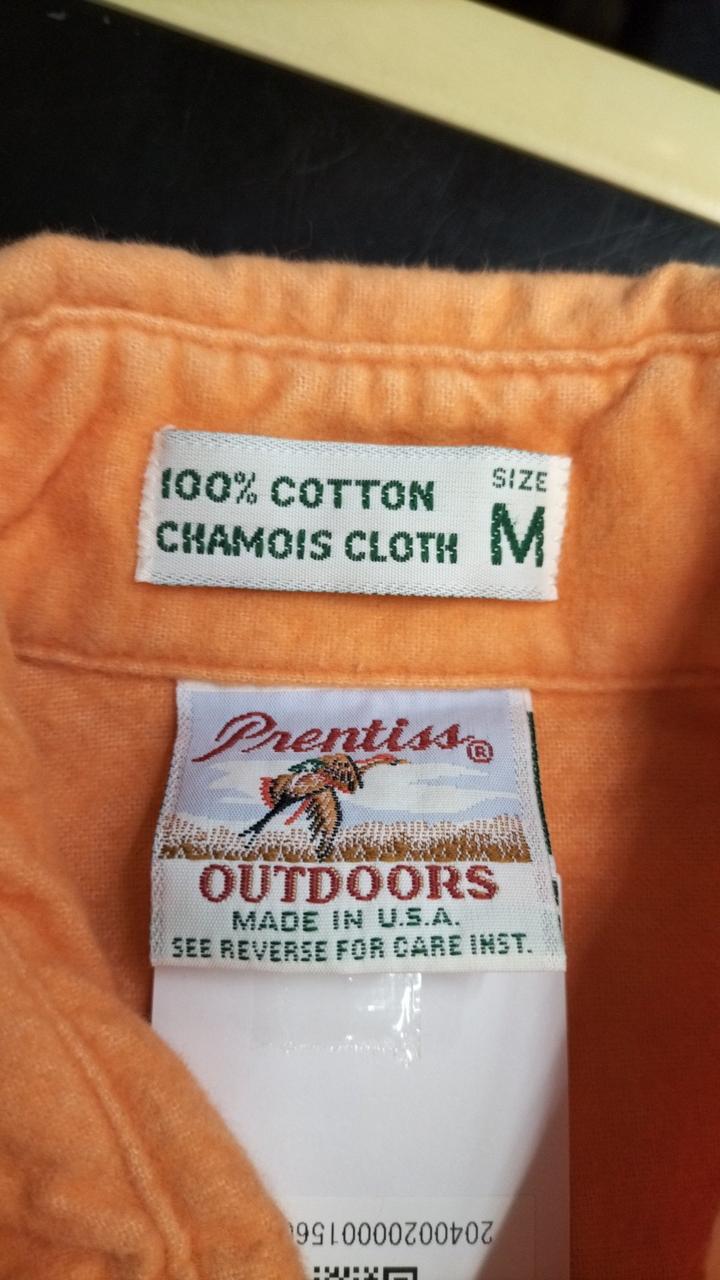 100% COTTON
CHAMOIS CLOTH
SIZE
M
Prentiss®
OUTDOORS
MADE IN U.S.A.
SEE REVERSE FOR CARE INST.